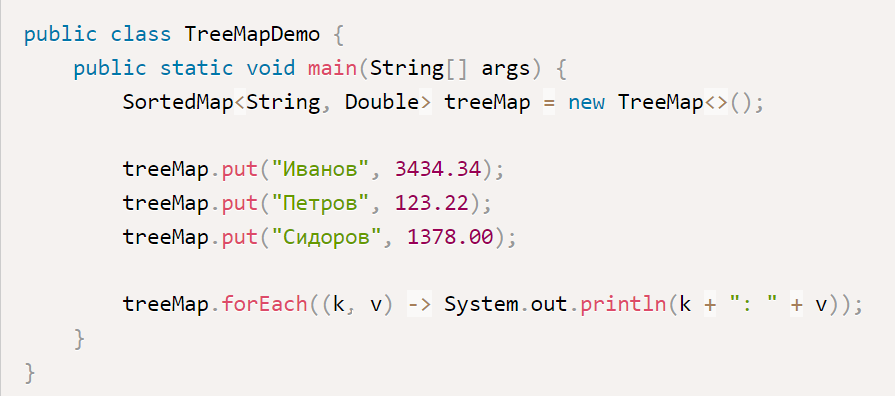 public class TreeMapDemo {
    public static void main(String[] args) {
        SortedMap<String, Double> treeMap = new TreeMap<>();
        treeMap.put("Иванов", 3434.34);
        treeMap.put("Петров", 123.22);
        treeMap.put("Сидоров", 1378.00);
        treeMap.forEach((k, v) -> System.out.println(k + ": " + v));
    }
}